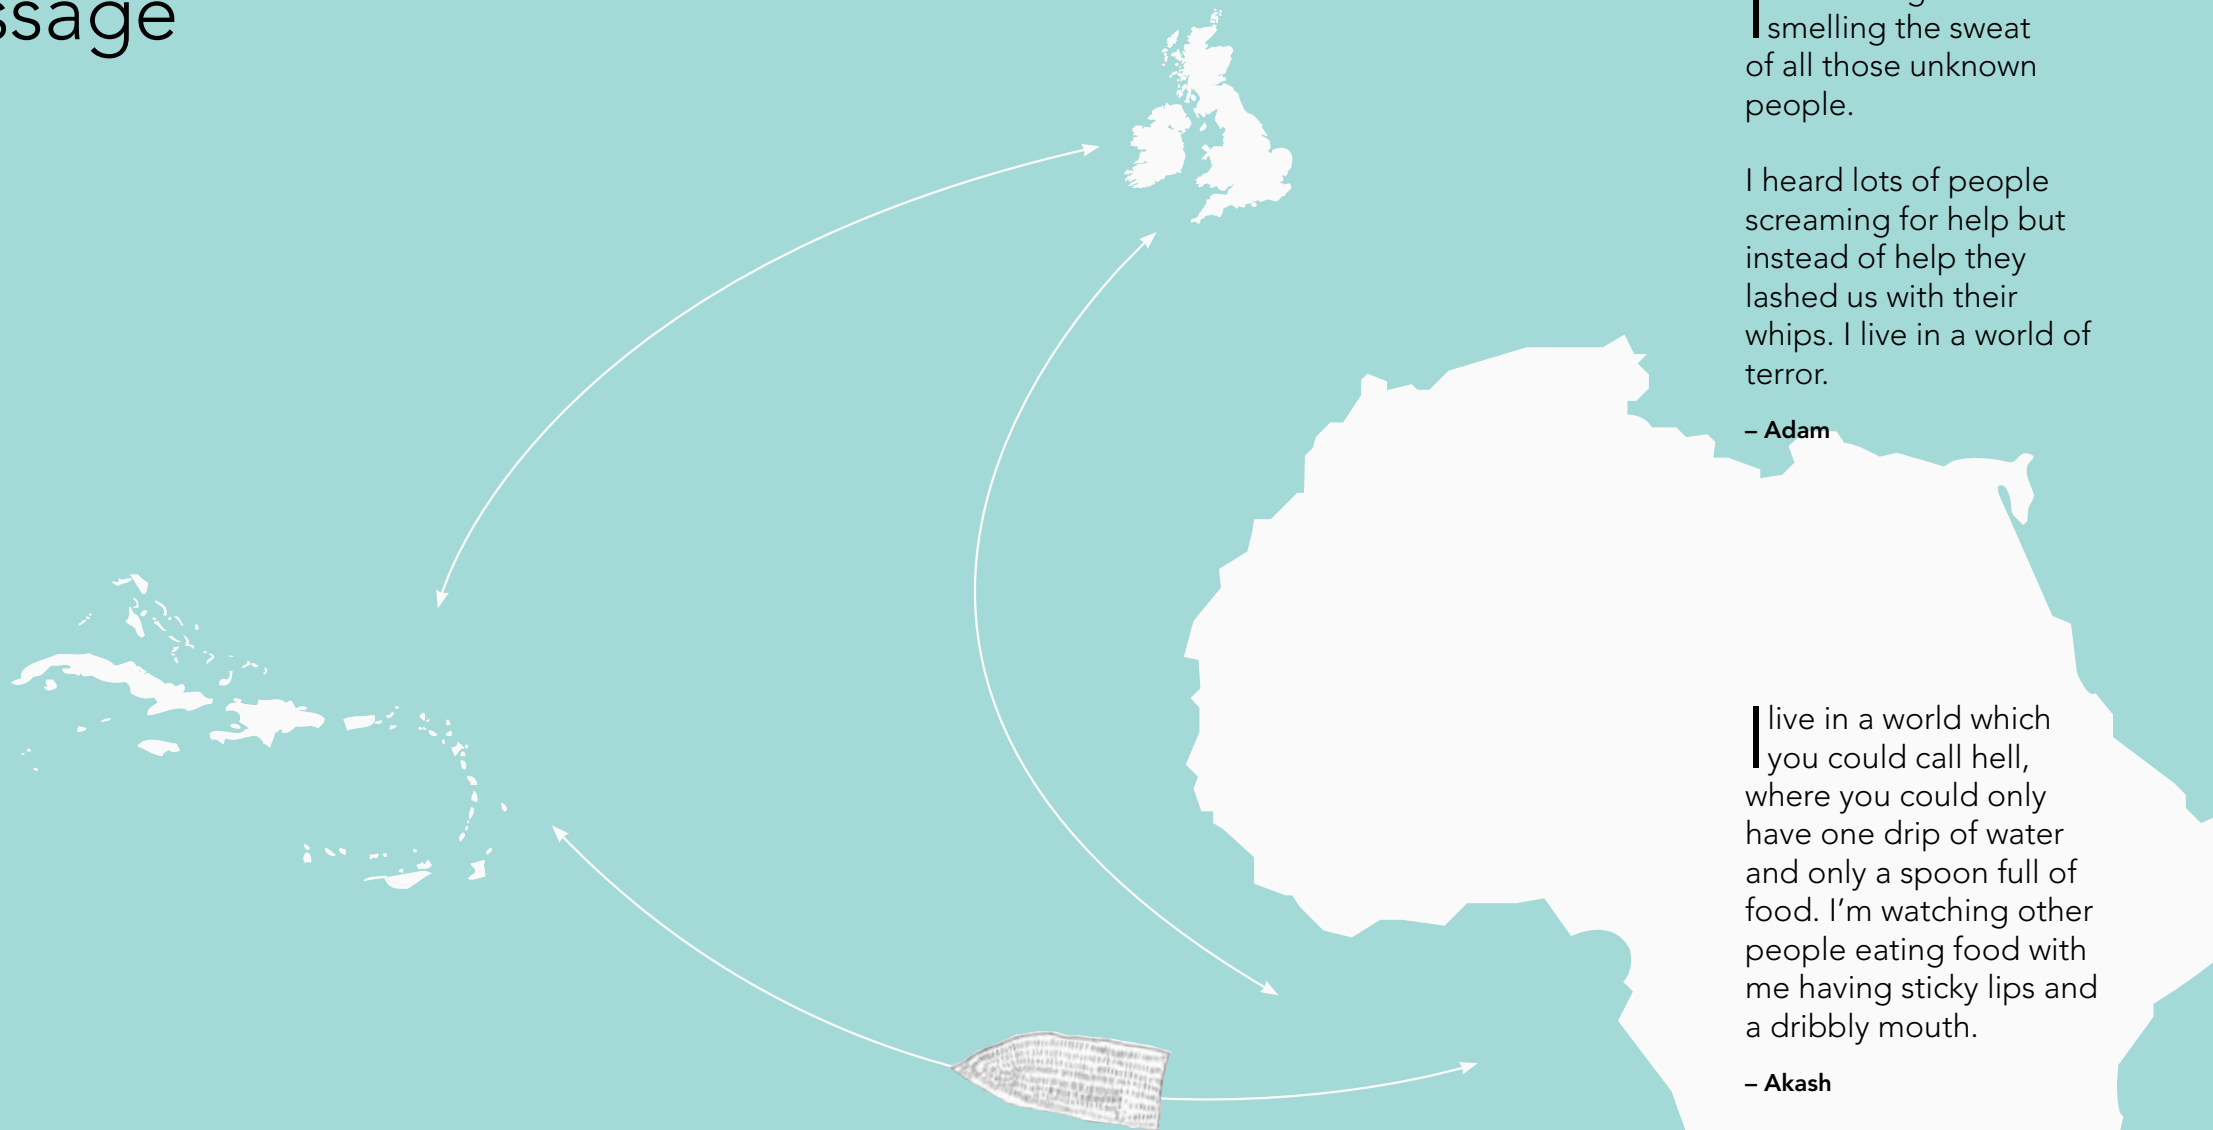 ssage
smelling the sweat
of all those unknown
people.
I heard lots of people
screaming for help but
instead of help they
lashed us with their
whips. I live in a world of
terror.
– Adam
I live in a world which
you could call hell,
where you could only
have one drip of water
and only a spoon full of
food. I’m watching other
people eating food with
me having sticky lips and
a dribbly mouth.
– Akash